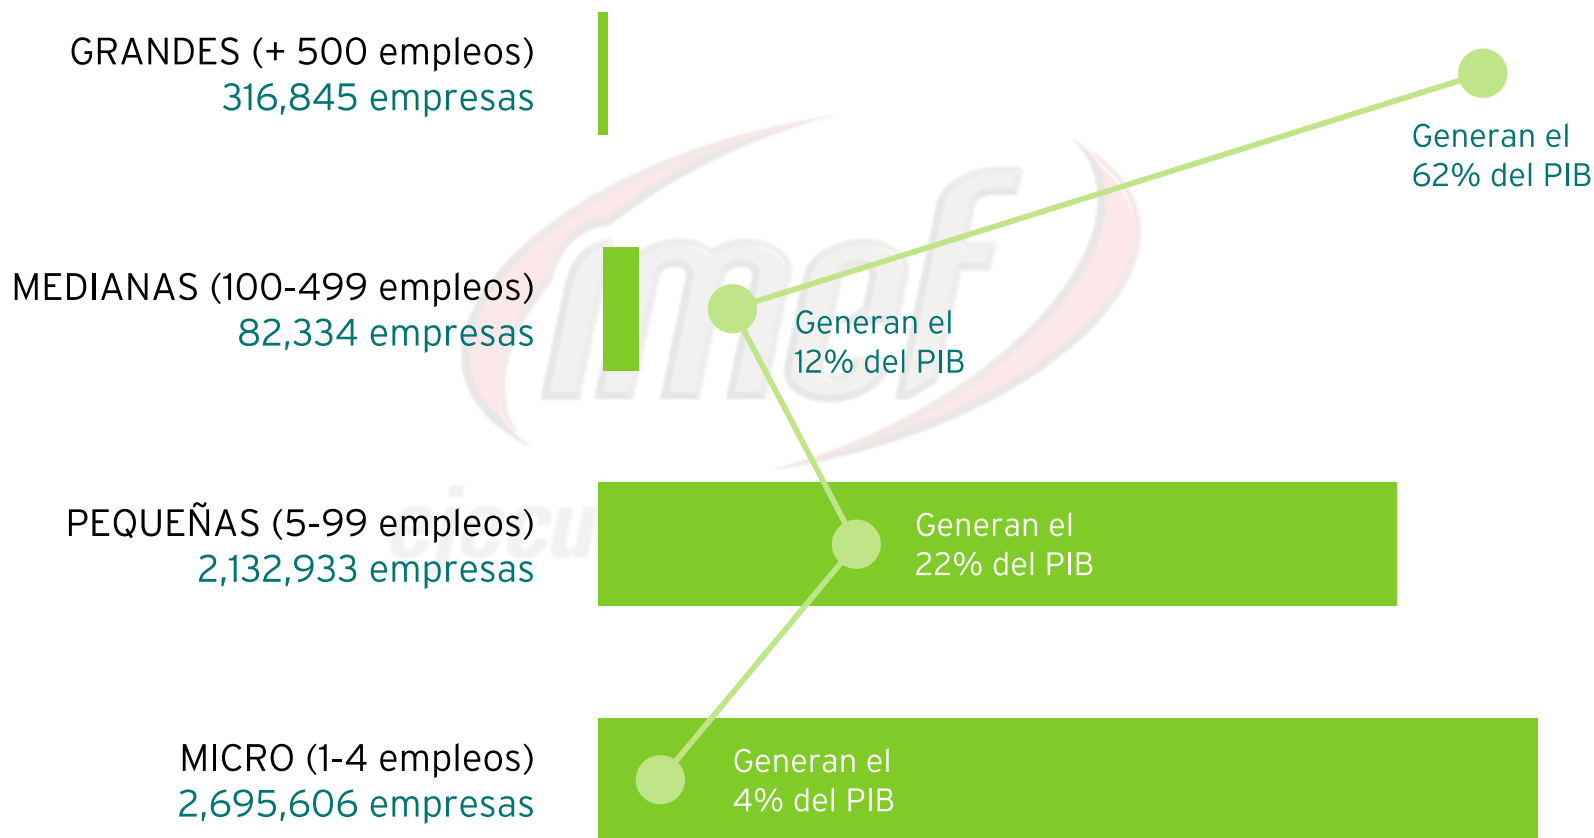 GRANDES (+ 500 empleos)
316,845 empresas
Generan el
62% del PIB
MEDIANAS (100-499 empleos)
82,334 empresas
Generan el
12% del PIB
PEQUEÑAS (5-99 empleos)
2,132,933 empresas
Generan el
22% del PIB
MICRO (1-4 empleos)
2,695,606 empresas
Generan el
4% del PIB
imef